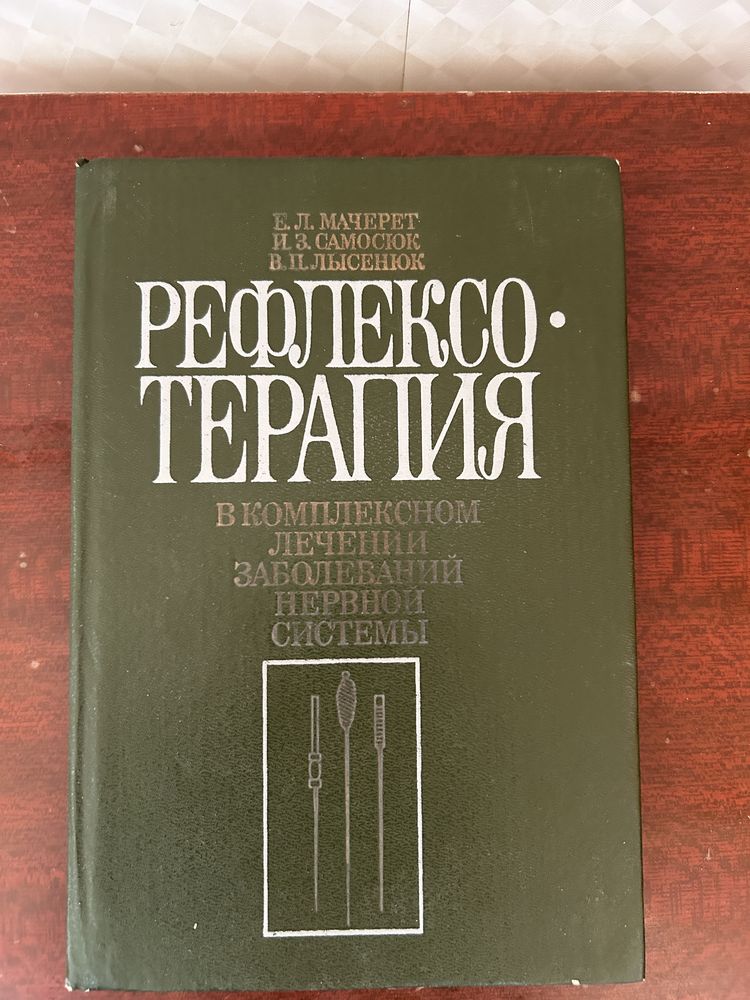 Е. Л. МАЧЕРЕТ
И. З. САМОСЮК
В. П. ЛЫСЕНЮК
РЕФЛЕКСО·
ТЕРАПИЯ
В КОМПЛЕКСНОМ
ЛЕЧЕНИИ
ЗАБОЛЕВАНИЙ
НЕРВНОЙ
СИСТЕМЫ